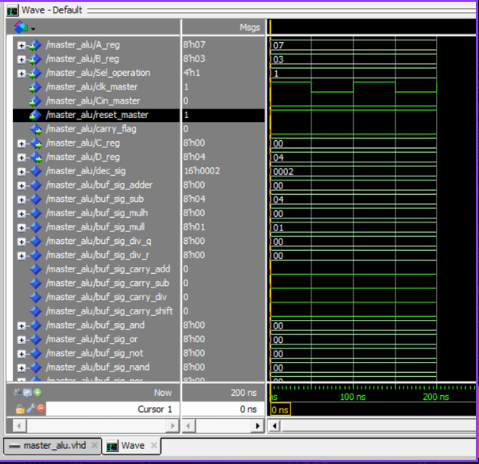 Wave - Default
Msgs
/master_alu/A_reg 8'h07 07
/master_alu/B_reg 8'h03 03
/master_alu/Sel_operation 4'h1 1
/master_alu/clk_master 1
/master_alu/Cin_master 0
/master_alu/reset_master 1
/master_alu/carry_flag 0
/master_alu/C_reg 8'h00 00
/master_alu/D_reg 8'h04 04
/master_alu/dec_sig 16'h0002 0002
/master_alu/buf_sig_adder 8'h00 00
/master_alu/buf_sig_sub 8'h04 04
/master_alu/buf_sig_mulh 8'h00 00
/master_alu/buf_sig_mull 8'h01 01
/master_alu/buf_sig_div_q 8'h00 00
/master_alu/buf_sig_div_r 8'h00 00
/master_alu/buf_sig_carry_add 0
/master_alu/buf_sig_carry_sub 0
/master_alu/buf_sig_carry_div 0
/master_alu/buf_sig_carry_shift 0
/master_alu/buf_sig_and 8'h00 00
/master_alu/buf_sig_or 8'h00 00
/master_alu/buf_sig_not 8'h00 00
/master_alu/buf_sig_nand 8'h00 00
Now 200 ns ns 100 ns 200 ns
Cursor 1 0 ns 0 ns
master_alu.vhd Wave